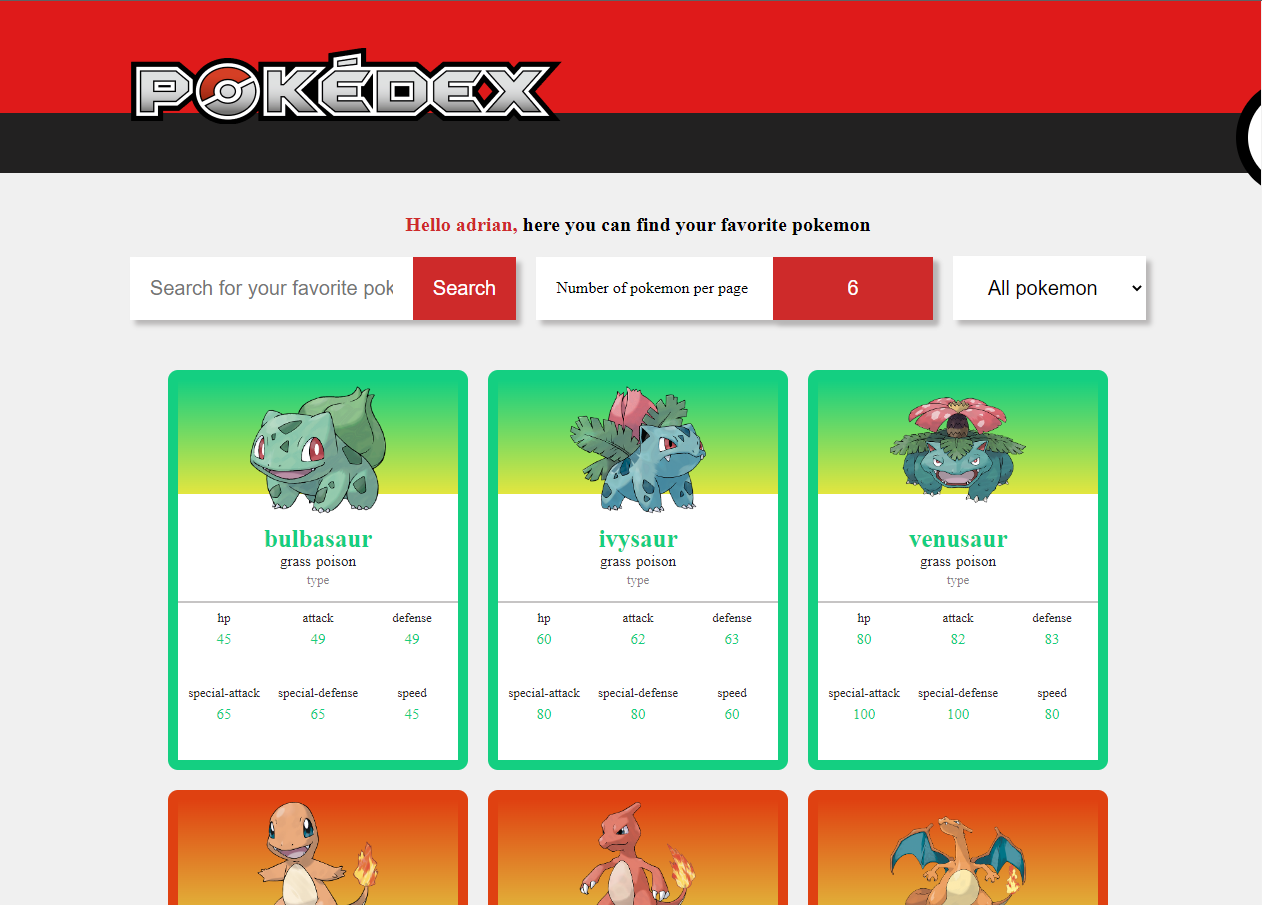 POKÉDEX
Hello adrian, here you can find your favorite pokemon
Search for your favorite pok Search Number of pokemon per page 6 All pokemon
bulbasaur ivysaur venusaur
grass poison grass poison grass poison
type type type
hp attack defense hp attack defense hp attack defense
45 49 49 60 62 63 80 82 83
special-attack special-defense speed special-attack special-defense speed special-attack special-defense speed
65 65 45 80 80 60 100 100 80